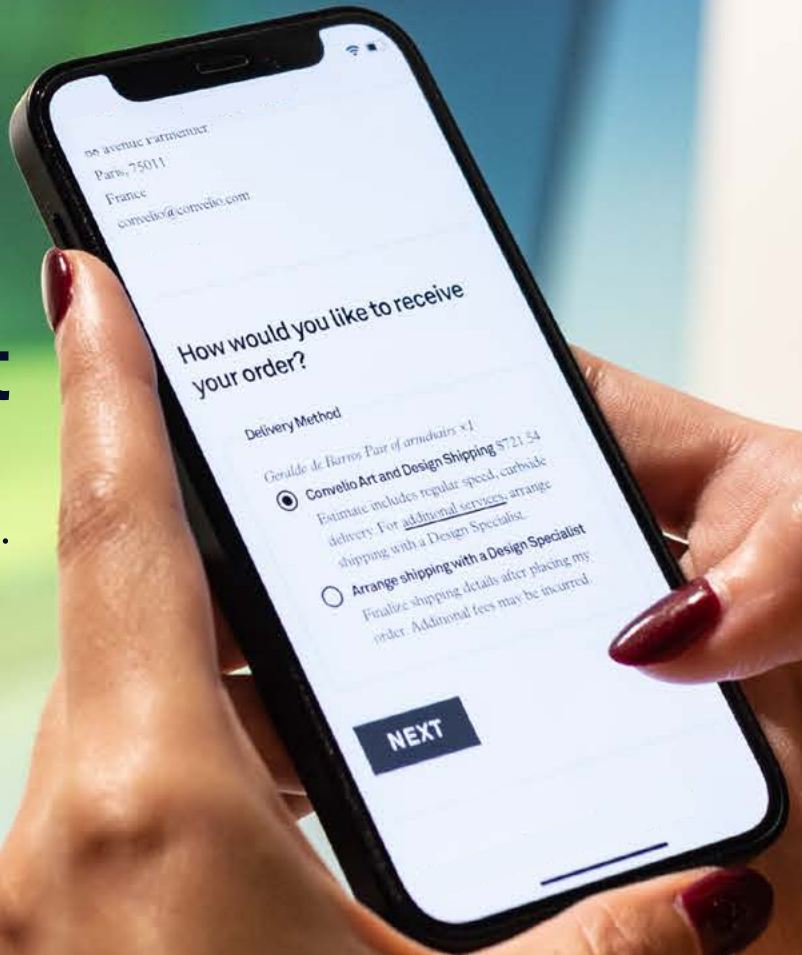 avenue Parmentier
Paris, 75011
France
convelio@convelio.com
How would you like to receive
your order?
Delivery Method
Geraldo de Barros Pair of armchairs ×1
Convelio Art and Design Shipping $721.54
Estimate includes regular speed, curbside
delivery. For additional services, arrange
shipping with a Design Specialist.
Arrange shipping with a Design Specialist
Finalize shipping details after placing my
order. Additional fees may be incurred.
NEXT